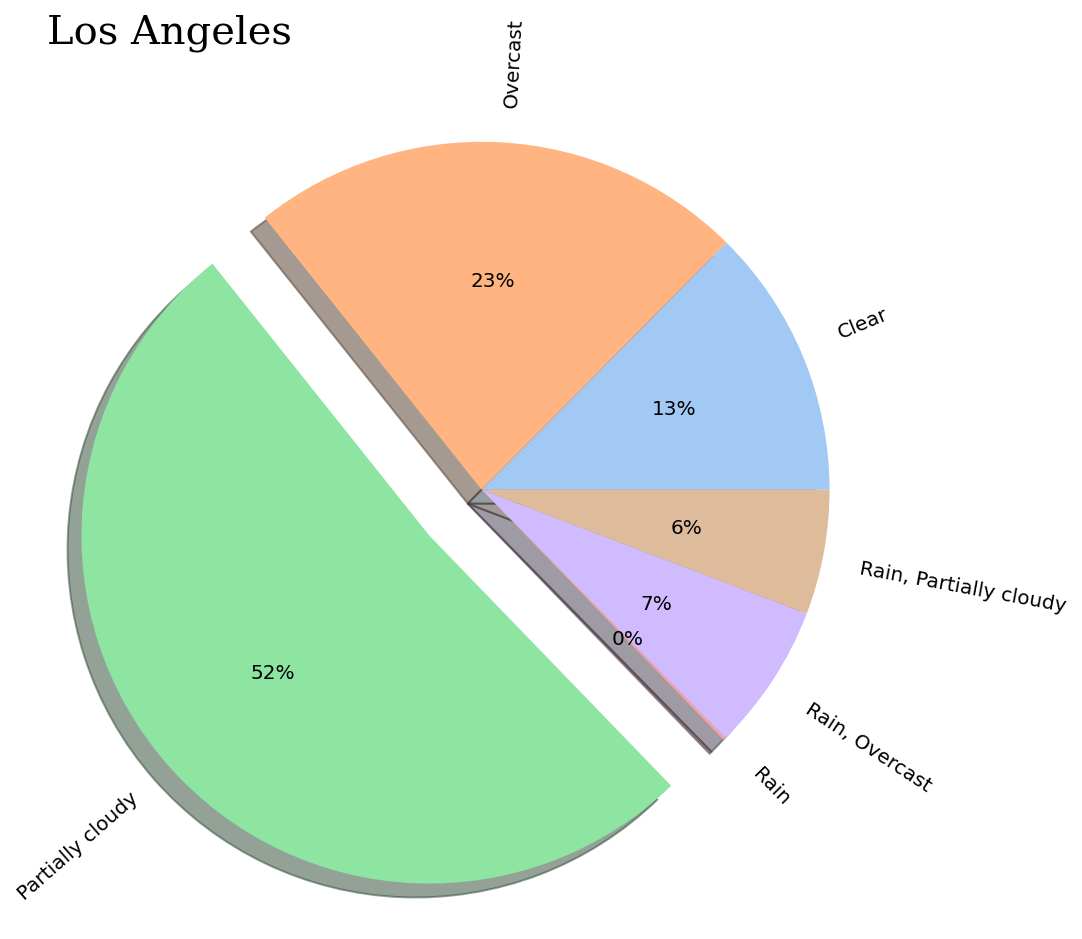 Los Angeles
Overcast
23%
Clear
13%
6%
Rain, Partially cloudy
7%
0%
Rain, Overcast
Rain
52%
Partially cloudy